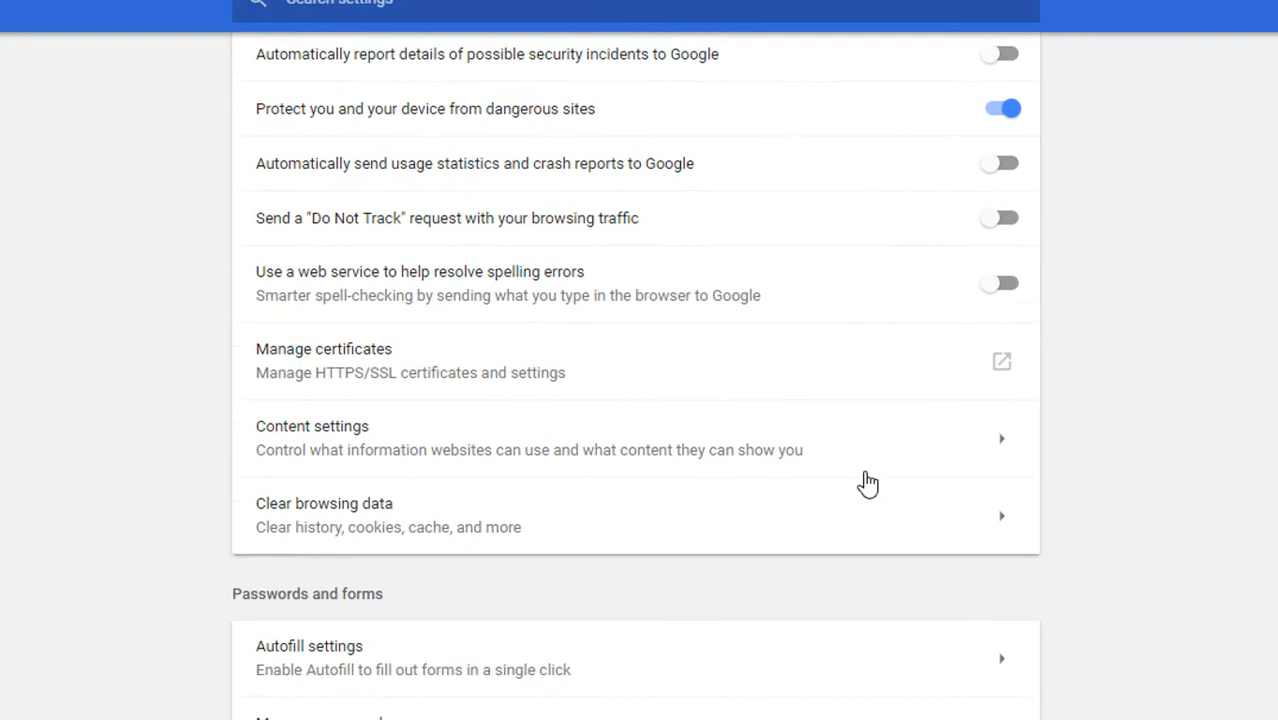 Search settings
Automatically report details of possible security incidents to Google
Protect you and your device from dangerous sites
Automatically send usage statistics and crash reports to Google
Send a "Do Not Track" request with your browsing traffic
Use a web service to help resolve spelling errors
Smarter spell-checking by sending what you type in the browser to Google
Manage certificates
Manage HTTPS/SSL certificates and settings
Content settings
Control what information websites can use and what content they can show you
Clear browsing data
Clear history, cookies, cache, and more
Passwords and forms
Autofill settings
Enable Autofill to fill out forms in a single click